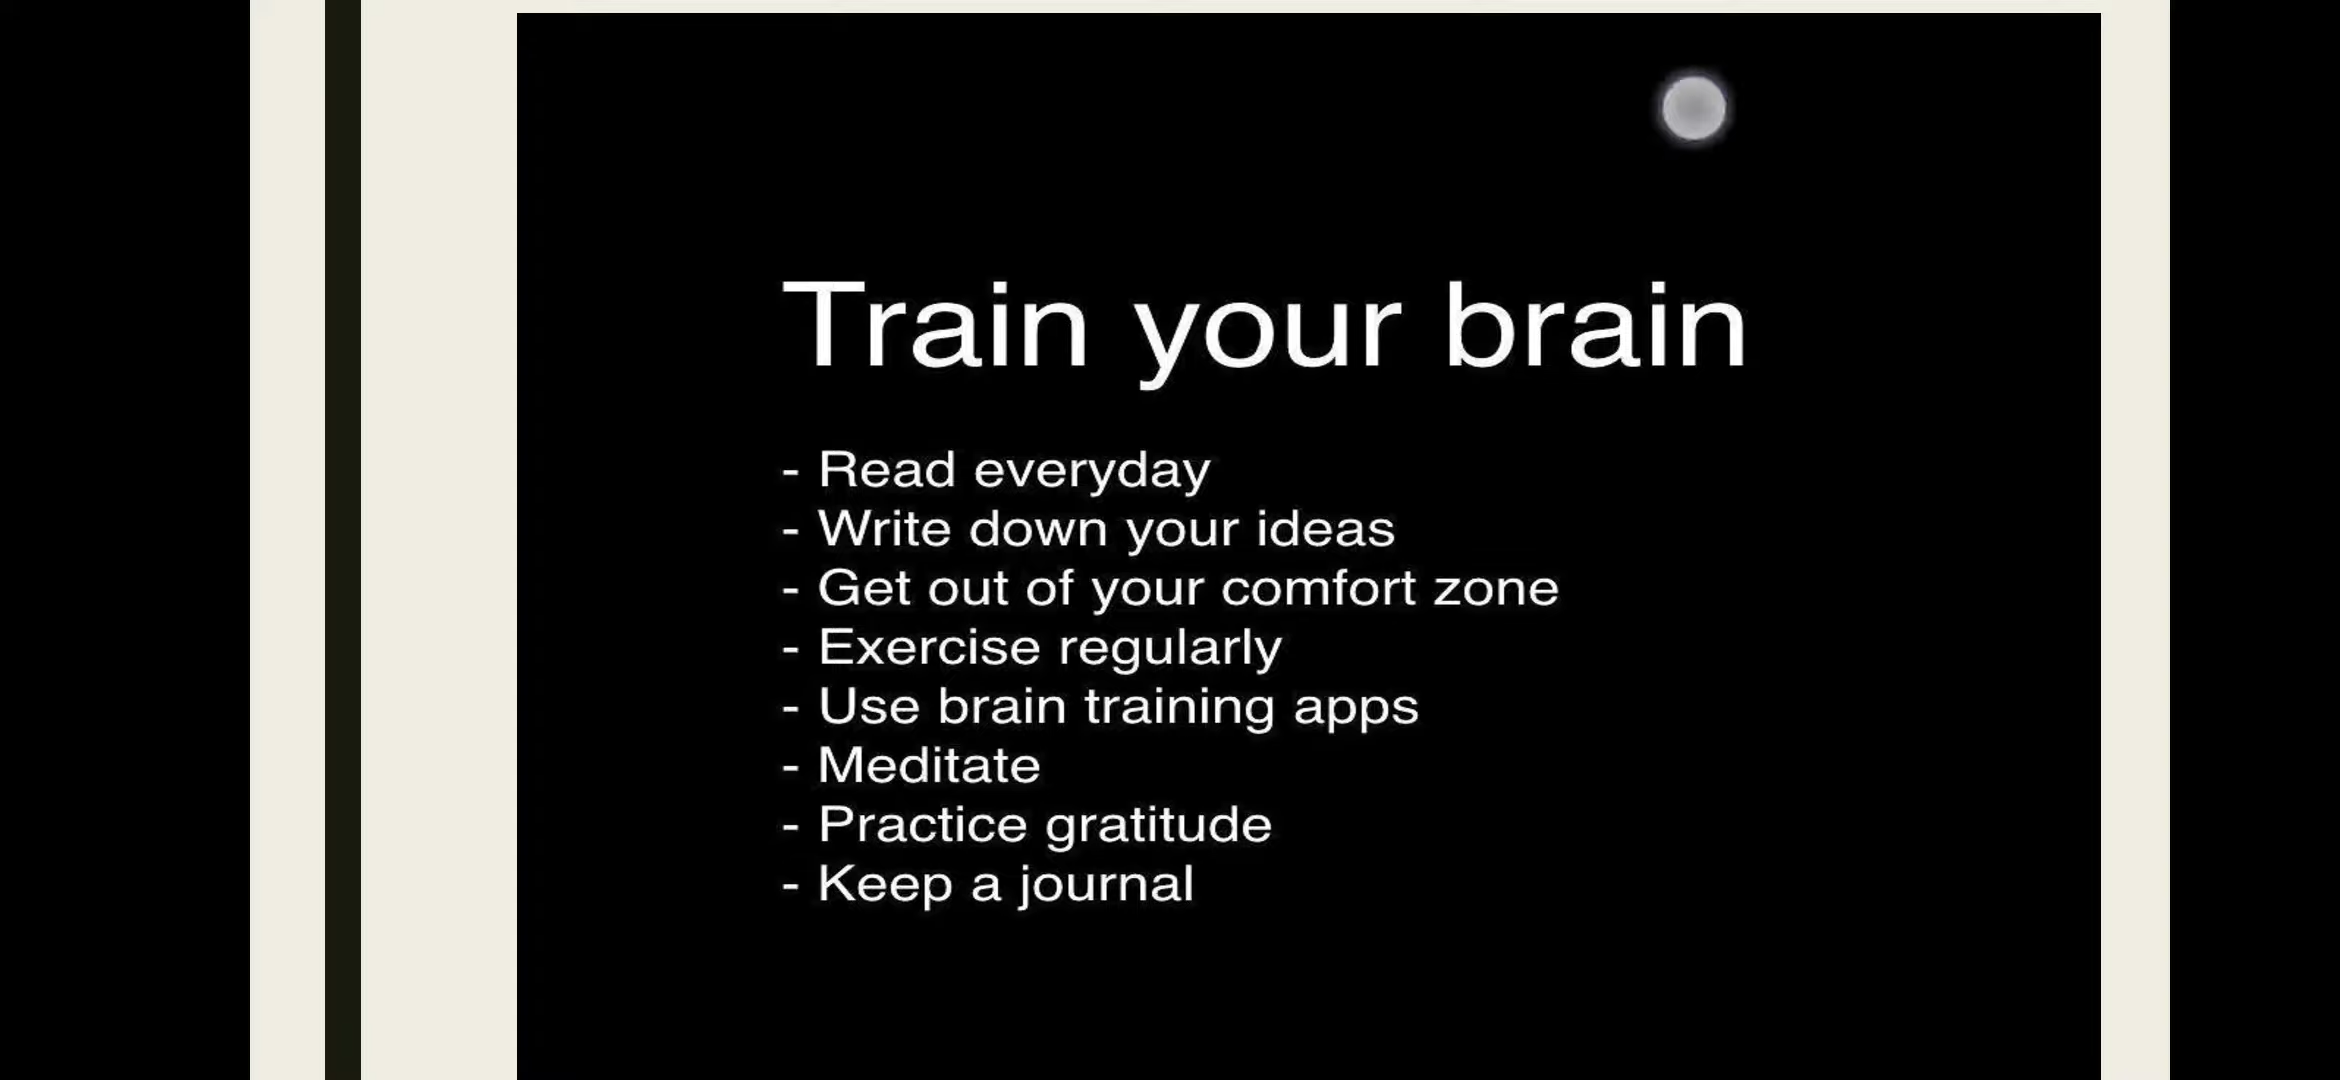 Train your brain
- Read everyday
- Write down your ideas
- Get out of your comfort zone
- Exercise regularly
- Use brain training apps
- Meditate
- Practice gratitude
- Keep a journal